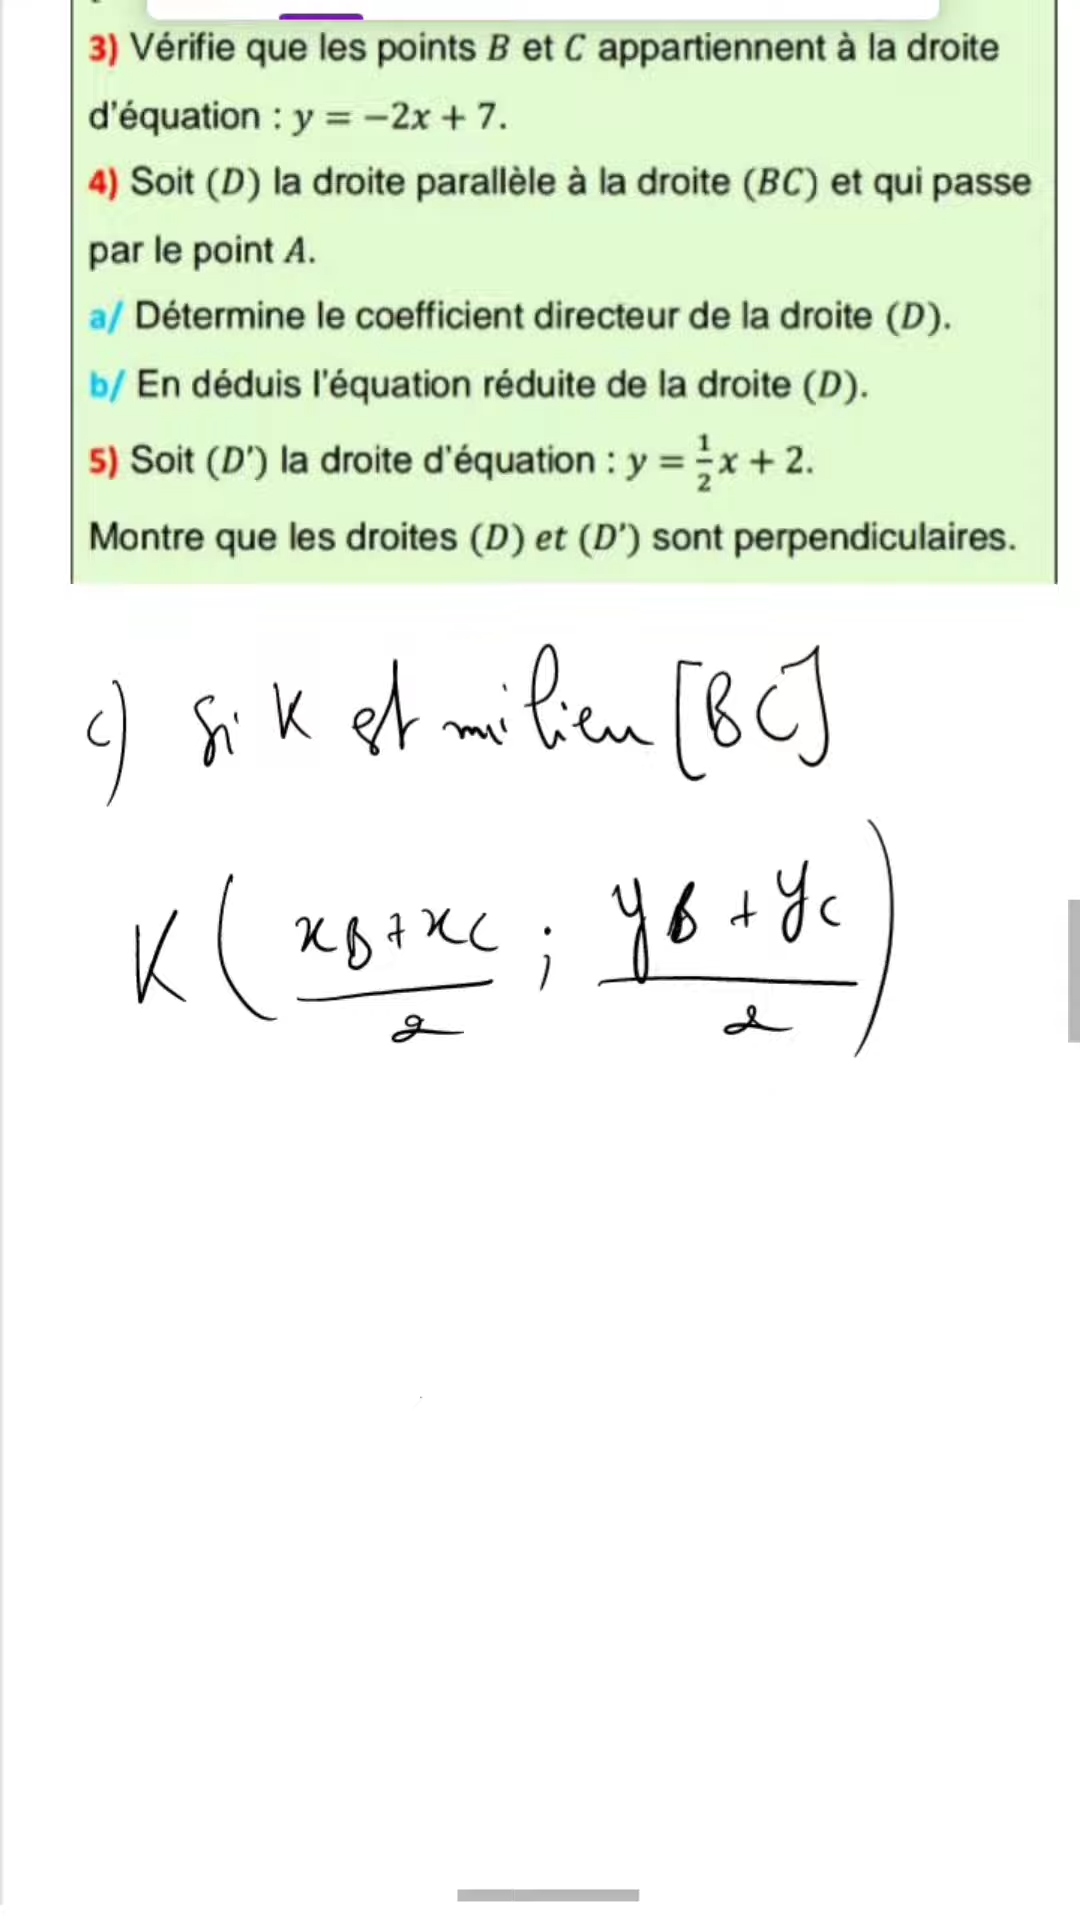 3) Vérifie que les points B et C appartiennent à la droite
d'équation : y = −2x + 7.
4) Soit (D) la droite parallèle à la droite (BC) et qui passe
par le point A.
a/ Détermine le coefficient directeur de la droite (D).
b/ En déduis l'équation réduite de la droite (D).
5) Soit (D') la droite d'équation : y = 1/2 x + 2.
Montre que les droites (D) et (D') sont perpendiculaires.
c) Si K est milieu [BC]
K ( (xB + xC)/2 ; (yB + yC)/2 )